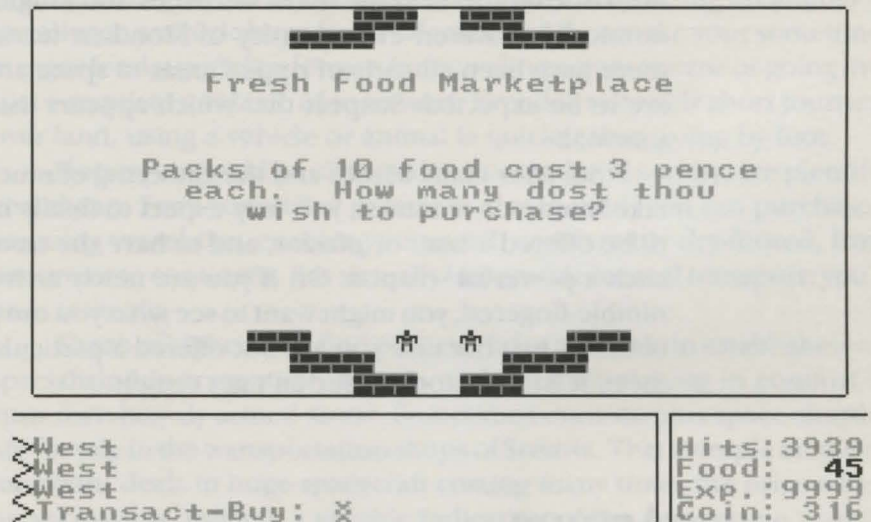 Fresh Food Marketplace
Packs of 10 food cost 3 pence
each. How many dost thou
wish to purchase?
>West
>West
>West
>Transact-Buy: X
Hits:3939
Food: 45
Exp.:9999
Coin: 316